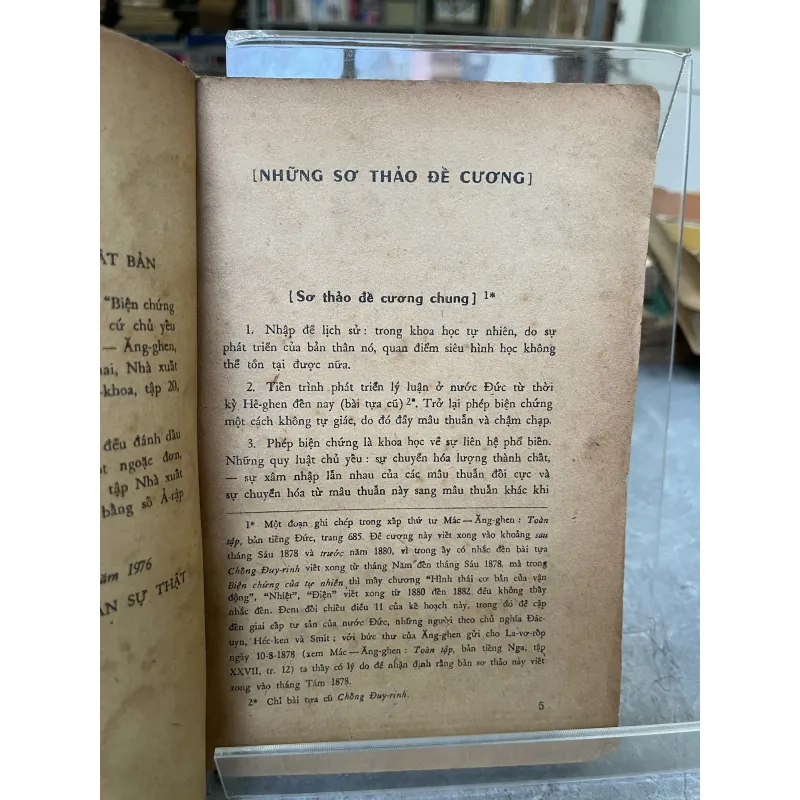 ẤT BẢN
"Biện chứng
cứ chủ yếu
— Ăng-ghen,
hai, Nhà xuất
-khoa, tập 20,
đều đánh dấu
ngoặc đơn,
tập Nhà xuất
bằng số Ả-rập
năm 1976
SỰ THẬT
[NHỮNG SƠ THẢO ĐỀ CƯƠNG]
[Sơ thảo đề cương chung] 1*
1. Nhập đề lịch sử : trong khoa học tự nhiên, do sự
phát triển của bản thân nó, quan điểm siêu hình học không
thể tồn tại được nữa.
2. Tiến trình phát triển lý luận ở nước Đức từ thời
kỳ Hê-ghen đến nay (bài tựa cũ) 2*. Trở lại phép biện chứng
một cách không tự giác, do đó đầy mâu thuẫn và chậm chạp.
3. Phép biện chứng là khoa học về sự liên hệ phổ biến.
Những quy luật chủ yếu : sự chuyển hóa lượng thành chất,
— sự xâm nhập lẫn nhau của các mâu thuẫn đối cực và
sự chuyển hóa từ mâu thuẫn này sang mâu thuẫn khác khi
1* Một đoạn ghi chép trong xấp thứ tư Mác — Ăng-ghen : Toàn
tập, bản tiếng Đức, trang 685. Đề cương này viết xong vào khoảng sau
tháng Sáu 1878 và trước năm 1880, vì trong ấy có nhắc đến bài tựa
Chống Đuy-rinh viết xong từ tháng Năm đến tháng Sáu 1878. mà trong
Biện chứng của tự nhiên thì mấy chương "Hình thái cơ bản của vận
động", "Nhiệt", "Điện" viết xong từ 1880 đến 1882 đều không thấy
nhắc đến. Đem đối chiếu điều 11 của kế hoạch này, trong đó đề cập
đến giai cấp tư sản của nước Đức, những người theo chủ nghĩa Đác-
uyn, Héc-ken và Smít ; với bức thư của Ăng-ghen gửi cho La-vơ-rốp
ngày 10-8-1878 (xem Mác — Ăng-ghen : Toàn tập, bản tiếng Nga, tập
XXVII, tr. 12) ta thấy có lý do để nhận định rằng bản sơ thảo này viết
xong vào tháng Tám 1878.
2* Chỉ bài tựa cũ Chống Đuy-rinh.
5